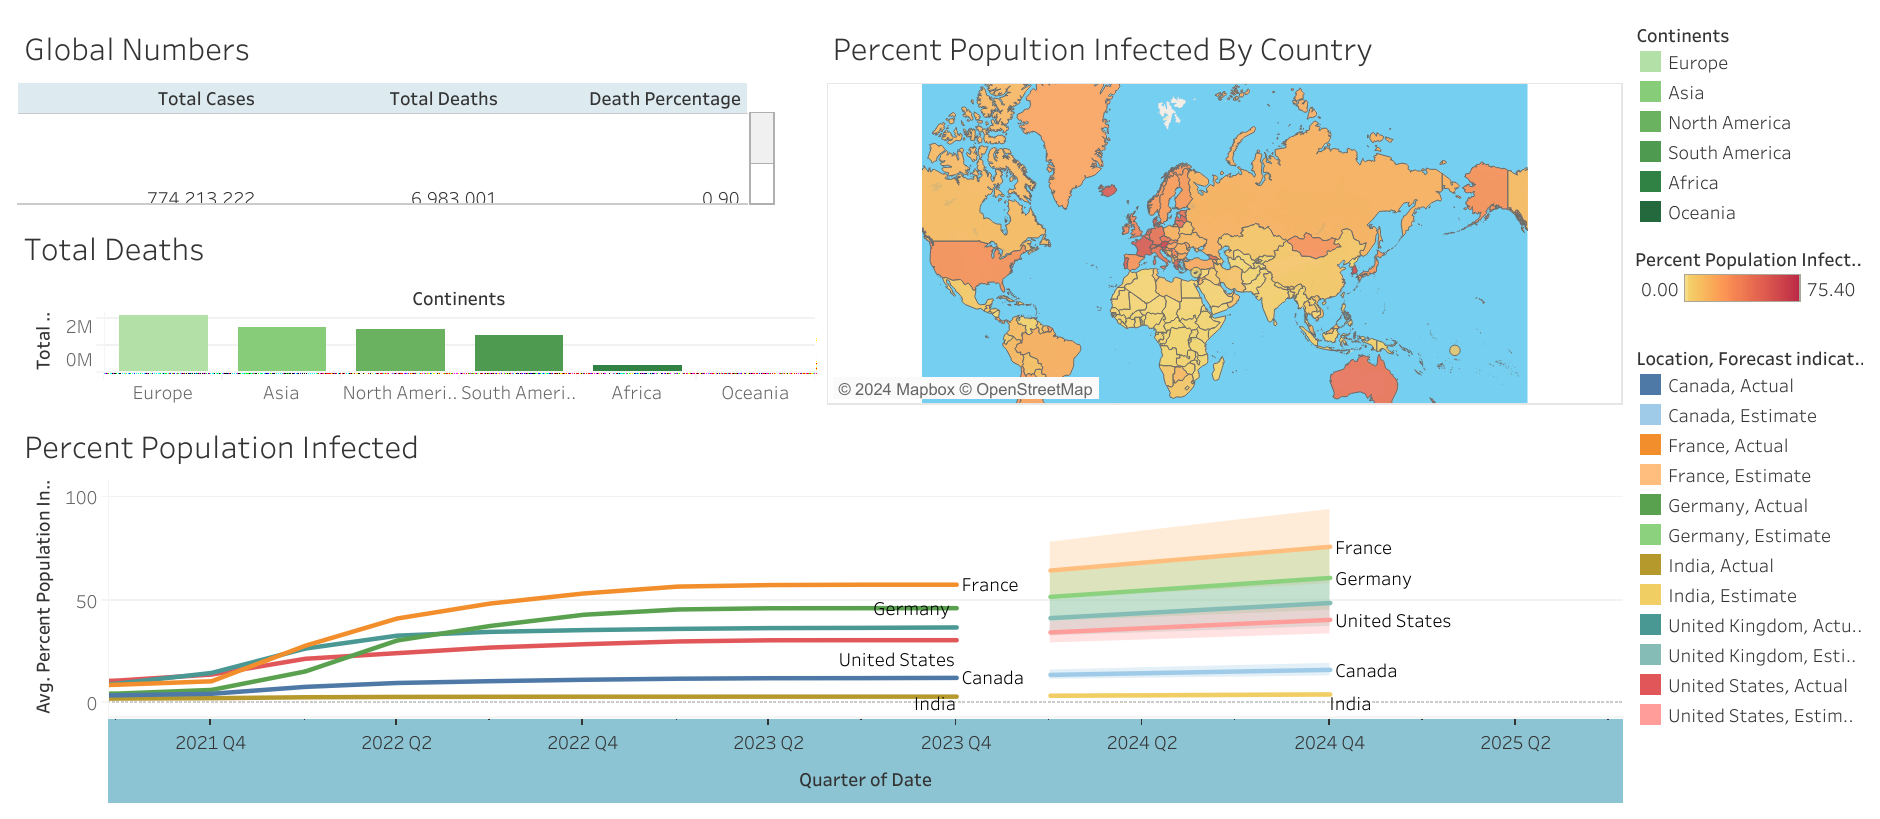 Global Numbers
Total Cases Total Deaths Death Percentage
774,213,222 6,983,001 0.90
Total Deaths
Continents
Total ..
2M
0M
Europe Asia North Ameri.. South Ameri.. Africa Oceania
Percent Popultion Infected By Country
© 2024 Mapbox © OpenStreetMap
Continents
Europe
Asia
North America
South America
Africa
Oceania
Percent Population Infect..
0.00 75.40
Location, Forecast indicat..
Canada, Actual
Canada, Estimate
France, Actual
France, Estimate
Germany, Actual
Germany, Estimate
India, Actual
India, Estimate
United Kingdom, Actu..
United Kingdom, Esti..
United States, Actual
United States, Estim..
Percent Population Infected
Avg. Percent Population In..
100
50
0
France
Germany
United States
Canada
India
France
Germany
United States
Canada
India
2021 Q4 2022 Q2 2022 Q4 2023 Q2 2023 Q4 2024 Q2 2024 Q4 2025 Q2
Quarter of Date